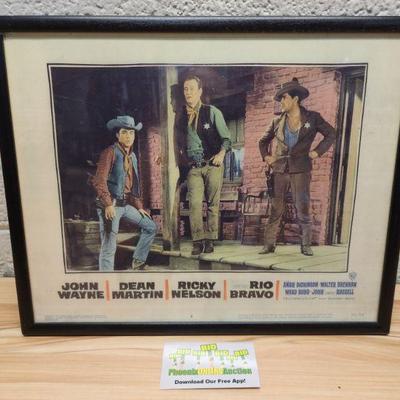 JOHN WAYNE
DEAN MARTIN
RICKY NELSON
RIO BRAVO
ANGIE DICKINSON · WALTER BRENNAN
WARD BOND · JOHN RUSSELL
BID
PhoenixONLINEAuction
Download Our Free App!